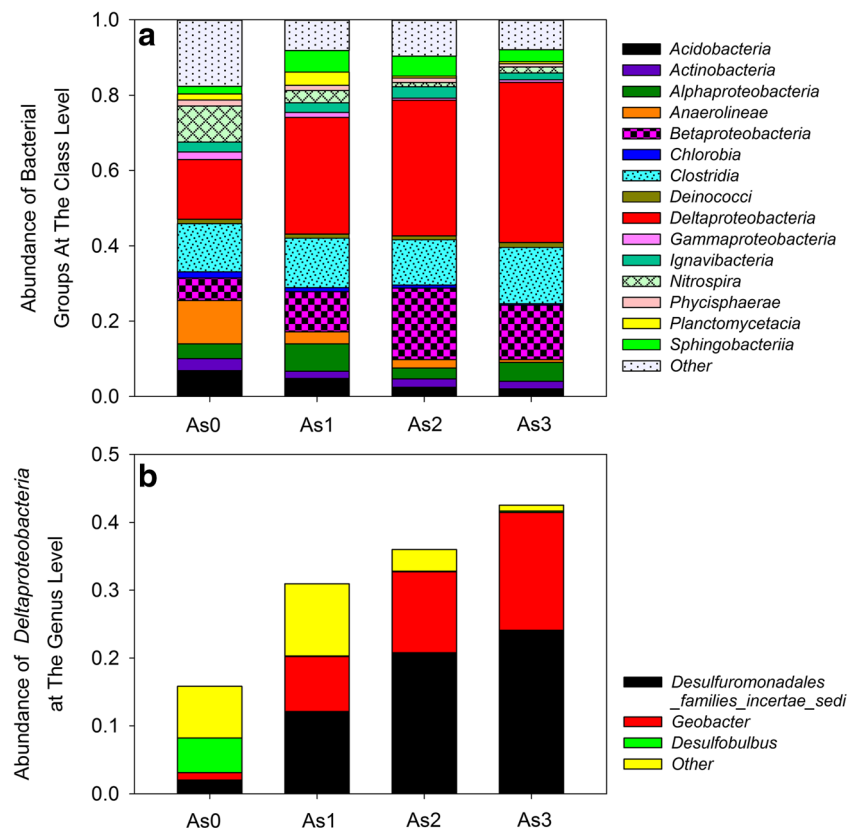 a
Abundance of Bacterial
Groups At The Class Level
1.0
0.8
0.6
0.4
0.2
0.0
As0 As1 As2 As3
Acidobacteria
Actinobacteria
Alphaproteobacteria
Anaerolineae
Betaproteobacteria
Chlorobia
Clostridia
Deinococci
Deltaproteobacteria
Gammaproteobacteria
Ignavibacteria
Nitrospira
Phycisphaerae
Planctomycetacia
Sphingobacteriia
Other
b
Abundance of Deltaproteobacteria
at The Genus Level
0.5
0.4
0.3
0.2
0.1
0.0
As0 As1 As2 As3
Desulfuromonadales
_families_incertae_sedi
Geobacter
Desulfobulbus
Other